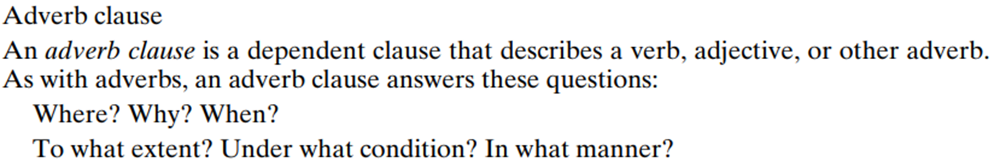 Adverb clause
An adverb clause is a dependent clause that describes a verb, adjective, or other adverb.
As with adverbs, an adverb clause answers these questions:
Where? Why? When?
To what extent? Under what condition? In what manner?